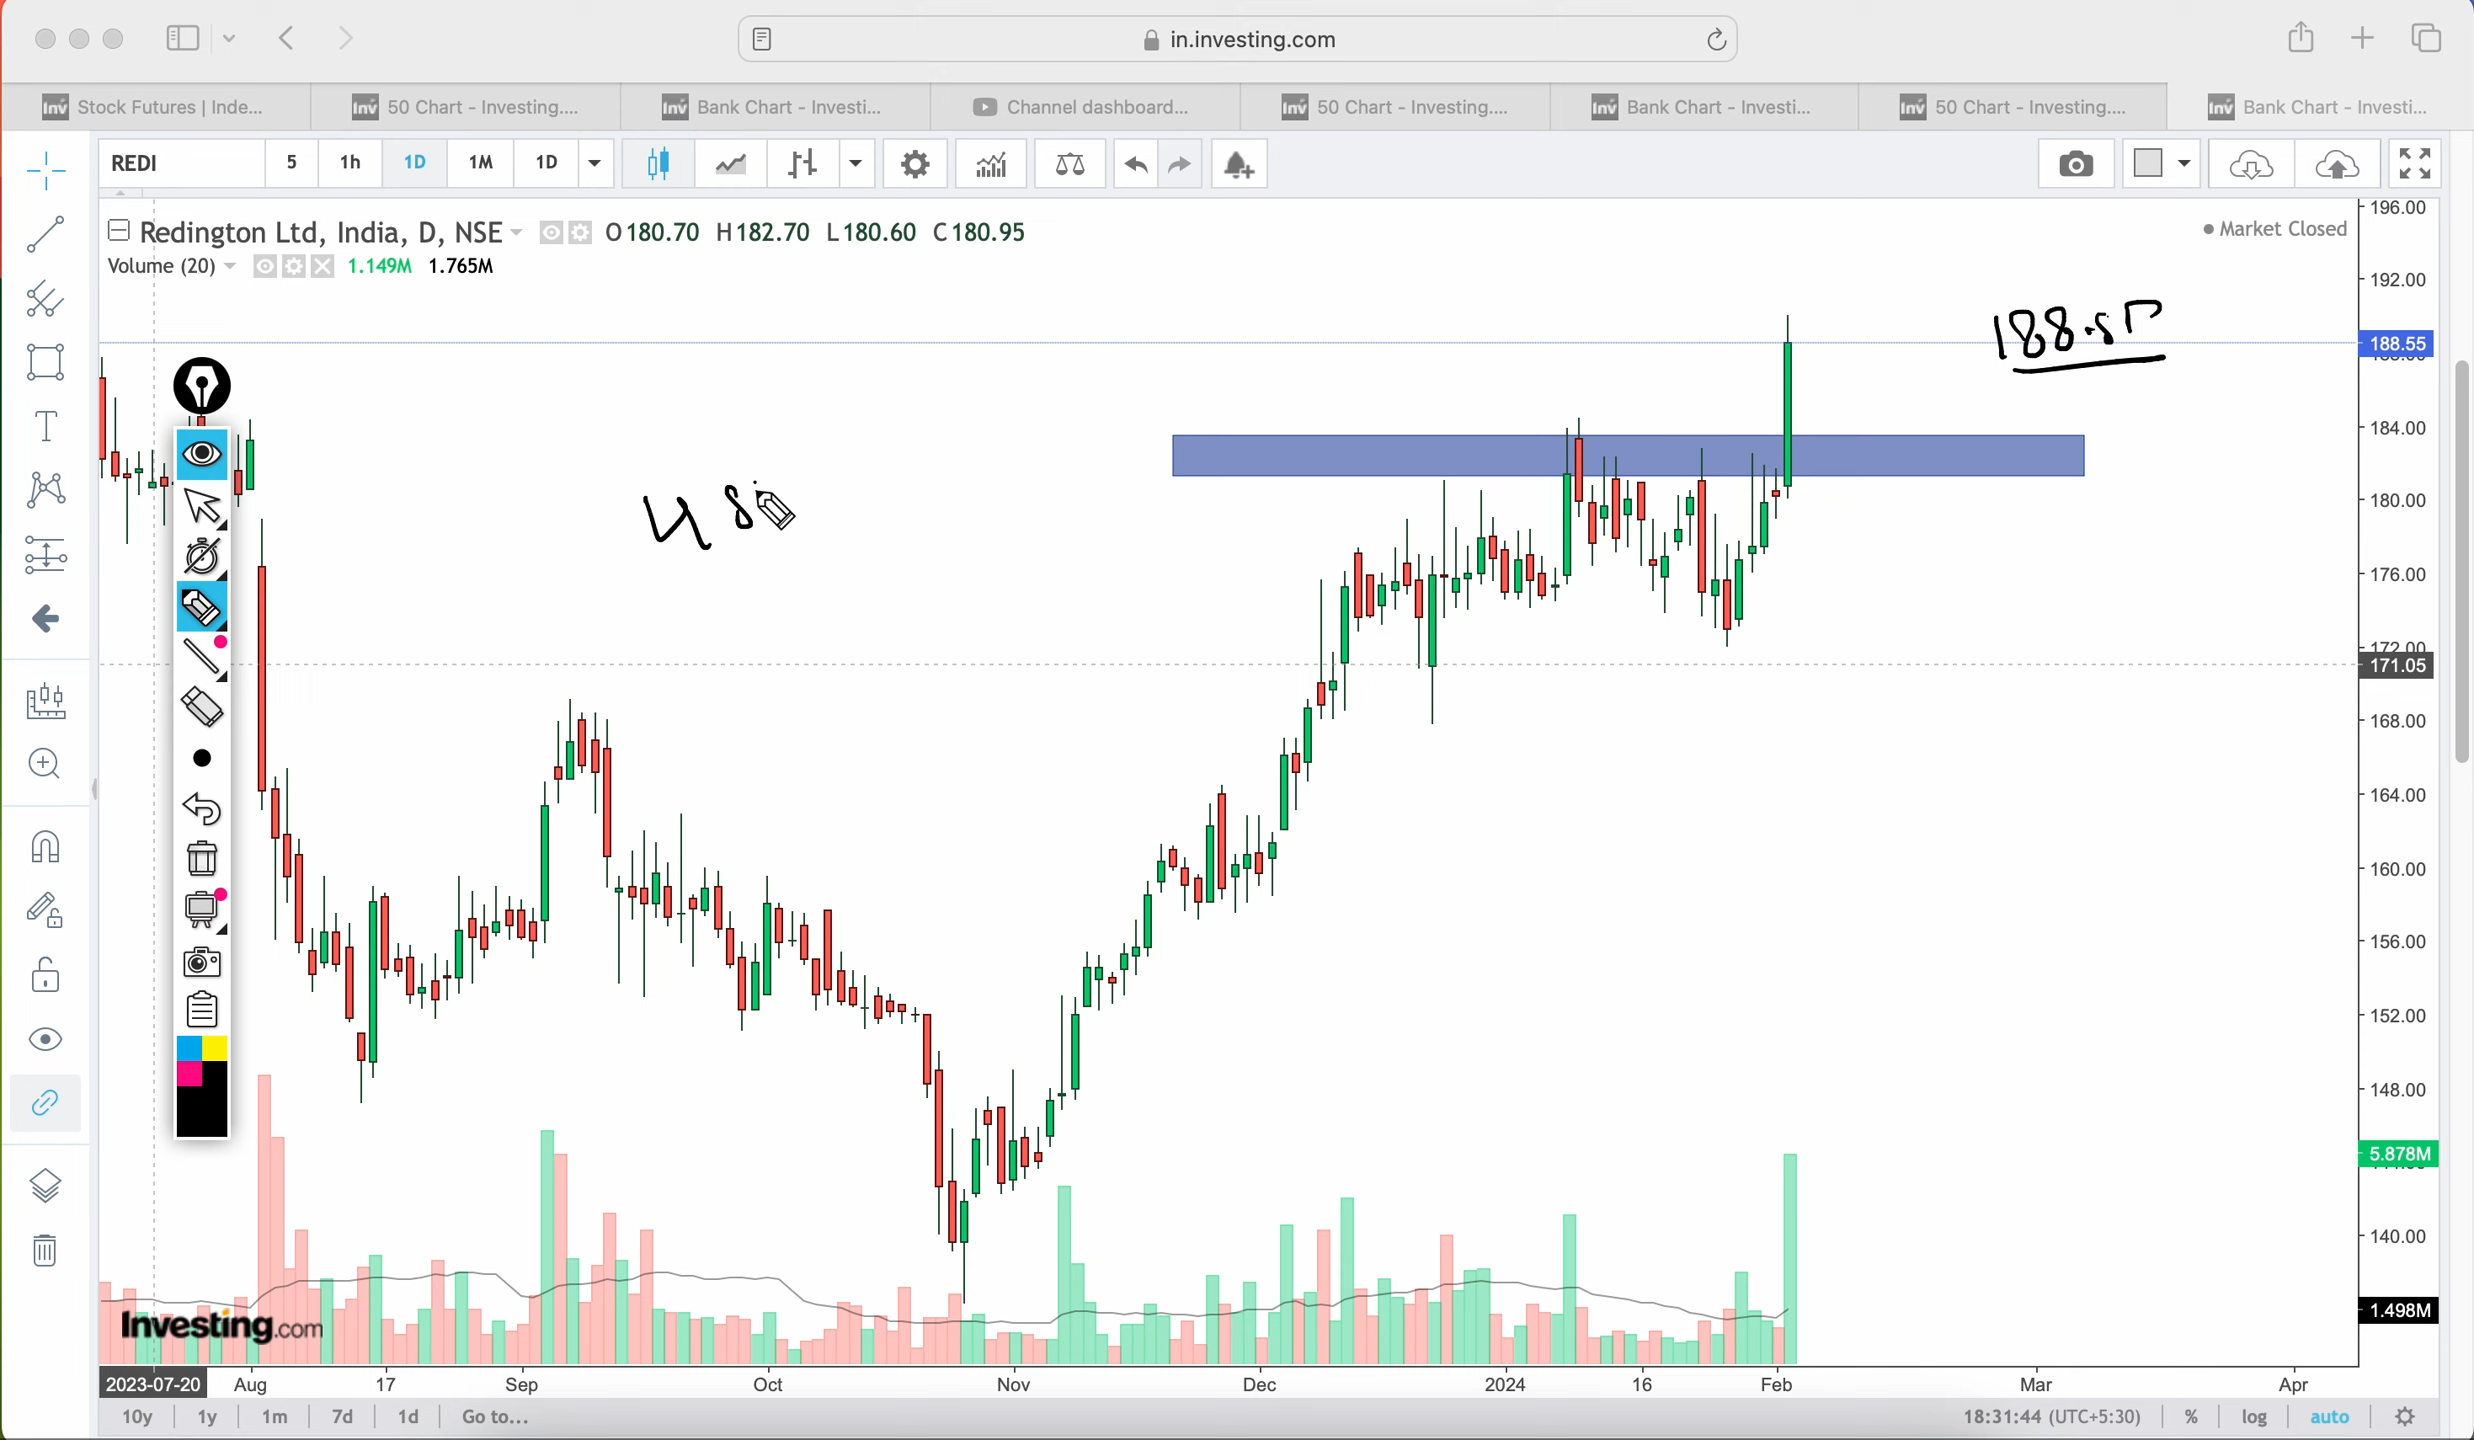 in.investing.com
Stock Futures | Inde...
50 Chart - Investing....
Bank Chart - Investi...
Channel dashboard...
50 Chart - Investing....
Bank Chart - Investi...
50 Chart - Investing....
Bank Chart - Investi...
REDI 5 1h 1D 1M 1D
Redington Ltd, India, D, NSE O180.70 H182.70 L180.60 C180.95
Market Closed
Volume (20) 1.149M 1.765M
196.00
192.00
188.55
184.00
180.00
176.00
172.00
171.05
168.00
164.00
160.00
156.00
152.00
148.00
5.878M
140.00
1.498M
Investing.com
2023-07-20 Aug 17 Sep Oct Nov Dec 2024 16 Feb Mar Apr
10y 1y 1m 7d 1d Go to... 18:31:44 (UTC+5:30) % log auto